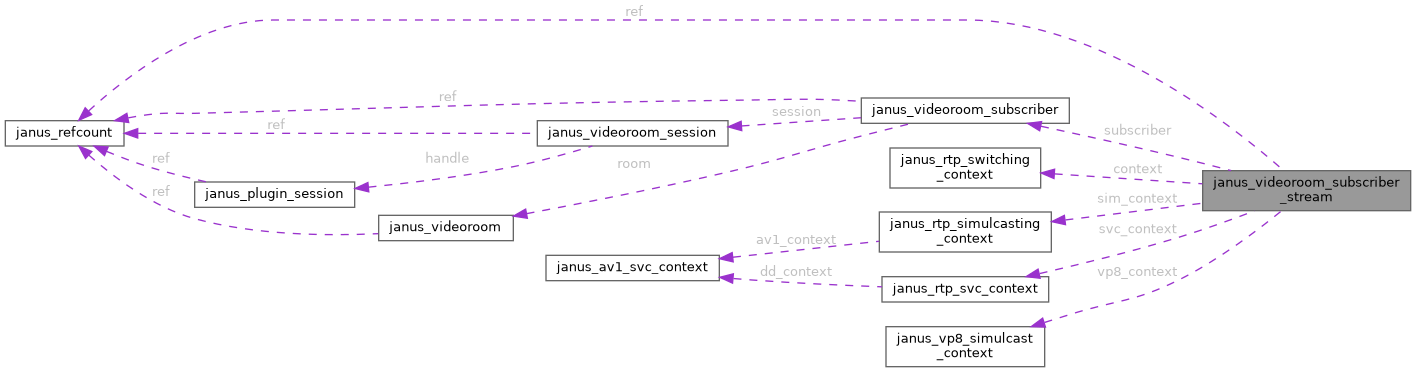 ref
ref
janus_videoroom_subscriber
session
ref
janus_refcount
janus_videoroom_session
subscriber
janus_rtp_switching
_context
handle
ref
room
context
janus_videoroom_subscriber
_stream
ref
janus_plugin_session
sim_context
janus_videoroom
janus_rtp_simulcasting
_context
svc_context
av1_context
janus_av1_svc_context
dd_context
vp8_context
janus_rtp_svc_context
janus_vp8_simulcast
_context